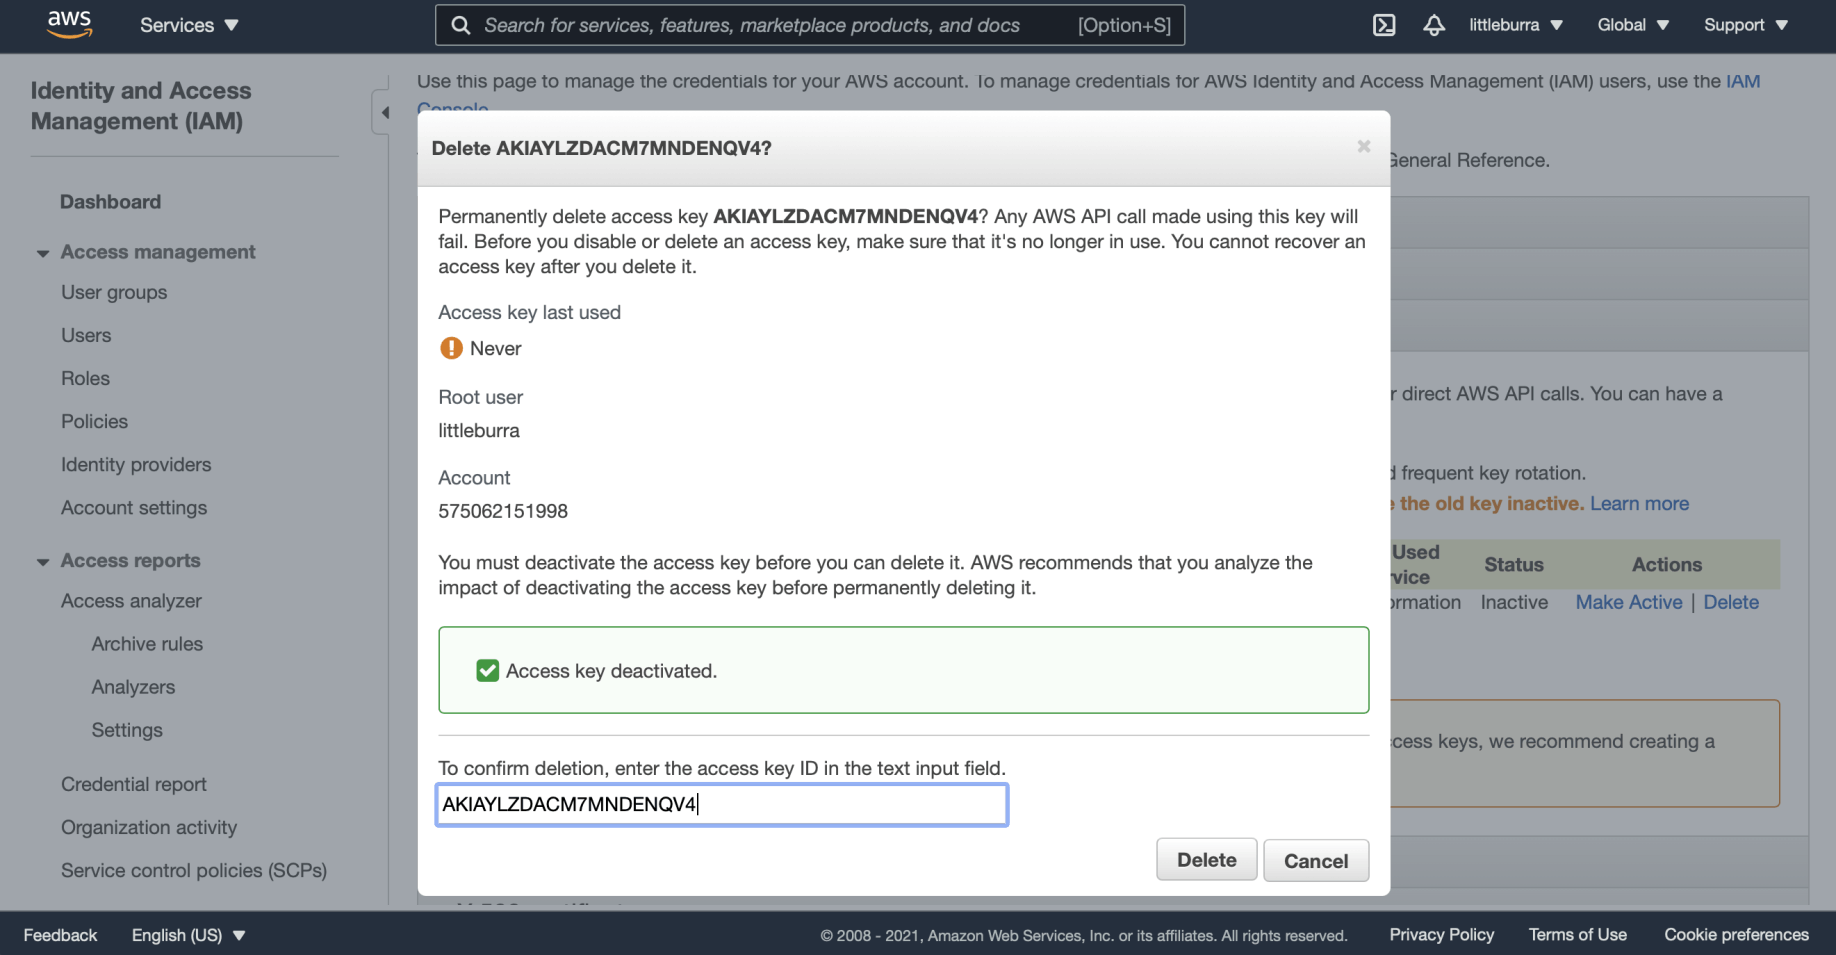 aws
Services
Search for services, features, marketplace products, and docs [Option+S]
littleburra
Global
Support
Identity and Access
Management (IAM)
Dashboard
Access management
User groups
Users
Roles
Policies
Identity providers
Account settings
Access reports
Access analyzer
Archive rules
Analyzers
Settings
Credential report
Organization activity
Service control policies (SCPs)
Use this page to manage the credentials for your AWS account. To manage credentials for AWS Identity and Access Management (IAM) users, use the IAM
Console
General Reference.
Delete AKIAYLZDACM7MNDENQV4?
Permanently delete access key AKIAYLZDACM7MNDENQV4? Any AWS API call made using this key will
fail. Before you disable or delete an access key, make sure that it's no longer in use. You cannot recover an
access key after you delete it.
Access key last used
Never
Root user
littleburra
Account
575062151998
You must deactivate the access key before you can delete it. AWS recommends that you analyze the
impact of deactivating the access key before permanently deleting it.
Access key deactivated.
To confirm deletion, enter the access key ID in the text input field.
AKIAYLZDACM7MNDENQV4
Delete
Cancel
r direct AWS API calls. You can have a
d frequent key rotation.
e the old key inactive. Learn more
Used
rvice
Status
Actions
ormation
Inactive
Make Active | Delete
ccess keys, we recommend creating a
Feedback
English (US)
© 2008 - 2021, Amazon Web Services, Inc. or its affiliates. All rights reserved.
Privacy Policy
Terms of Use
Cookie preferences